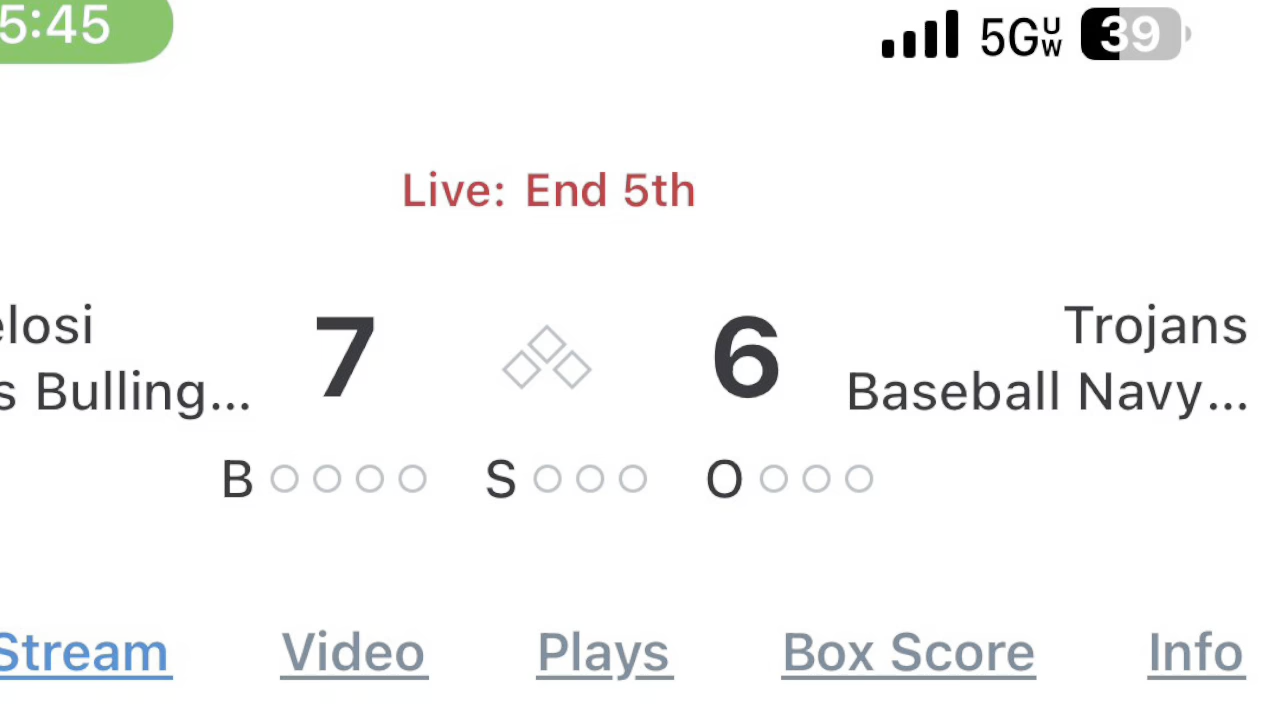 5:45
5G UW 39
Live: End 5th
elosi
s Bulling...
7
6
Trojans
Baseball Navy...
B
S
O
Stream
Video
Plays
Box Score
Info